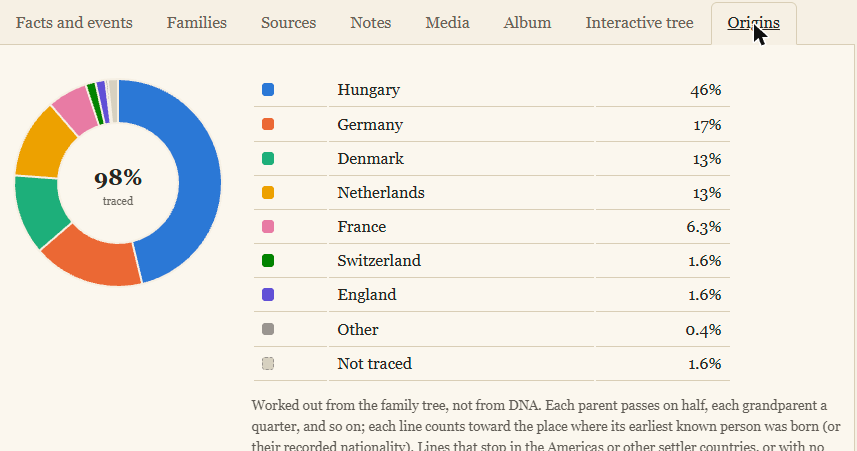 Facts and events Families Sources Notes Media Album Interactive tree Origins
98%
traced
Hungary 46%
Germany 17%
Denmark 13%
Netherlands 13%
France 6.3%
Switzerland 1.6%
England 1.6%
Other 0.4%
Not traced 1.6%
Worked out from the family tree, not from DNA. Each parent passes on half, each grandparent a
quarter, and so on; each line counts toward the place where its earliest known person was born (or
their recorded nationality). Lines that stop in the Americas or other settler countries, or with no